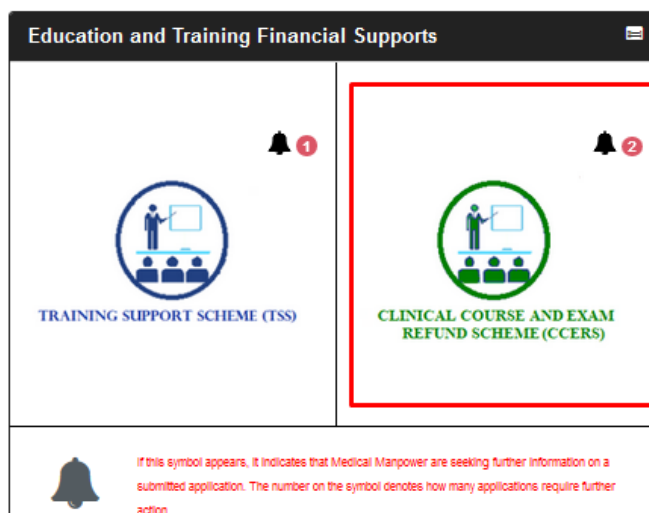 Education and Training Financial Supports
1
2
TRAINING SUPPORT SCHEME (TSS)
CLINICAL COURSE AND EXAM
REFUND SCHEME (CCERS)
If this symbol appears, it indicates that Medical Manpower are seeking further information on a
submitted application. The number on the symbol denotes how many applications require further
action